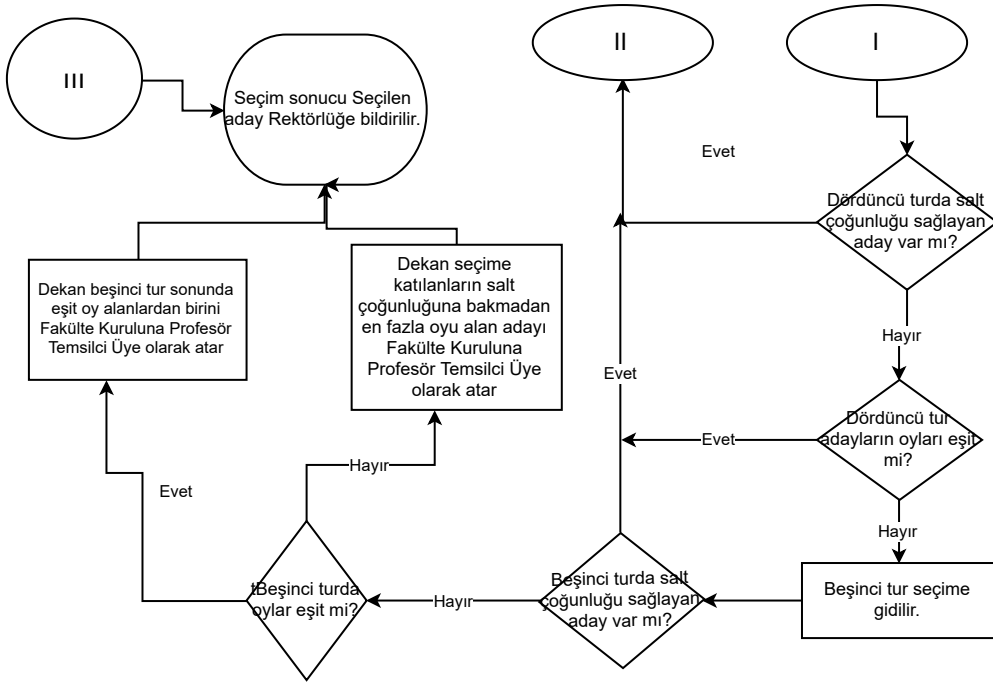 III
Seçim sonucu Seçilen
aday Rektörlüğe bildirilir.
II
I
Evet
Dördüncü turda salt
çoğunluğu sağlayan
aday var mı?
Hayır
Dekan beşinci tur sonunda
eşit oy alanlardan birini
Fakülte Kuruluna Profesör
Temsilci Üye olarak atar
Dekan seçime
katılanların salt
çoğunluğuna bakmadan
en fazla oyu alan adayı
Fakülte Kuruluna
Profesör Temsilci Üye
olarak atar
Evet
Dördüncü tur
adayların oyları eşit
mi?
Evet
Hayır
Hayır
Evet
Beşinci tur seçime
gidilir.
Beşinci turda salt
çoğunluğu sağlayan
aday var mı?
Hayır
tBeşinci turda
oylar eşit mi?